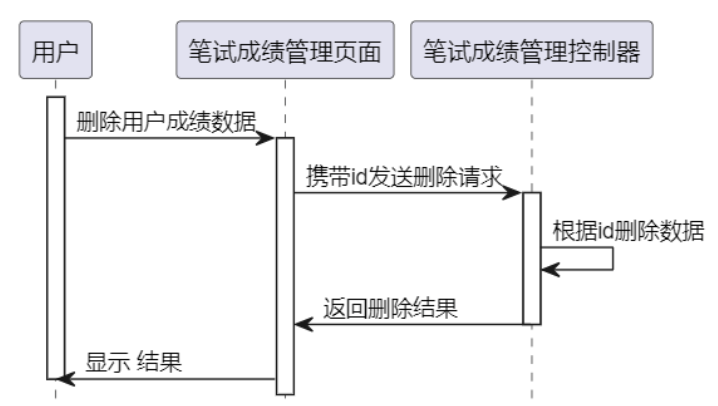 用户
笔试成绩管理页面
笔试成绩管理控制器
删除用户成绩数据
携带id发送删除请求
根据id删除数据
返回删除结果
显示 结果